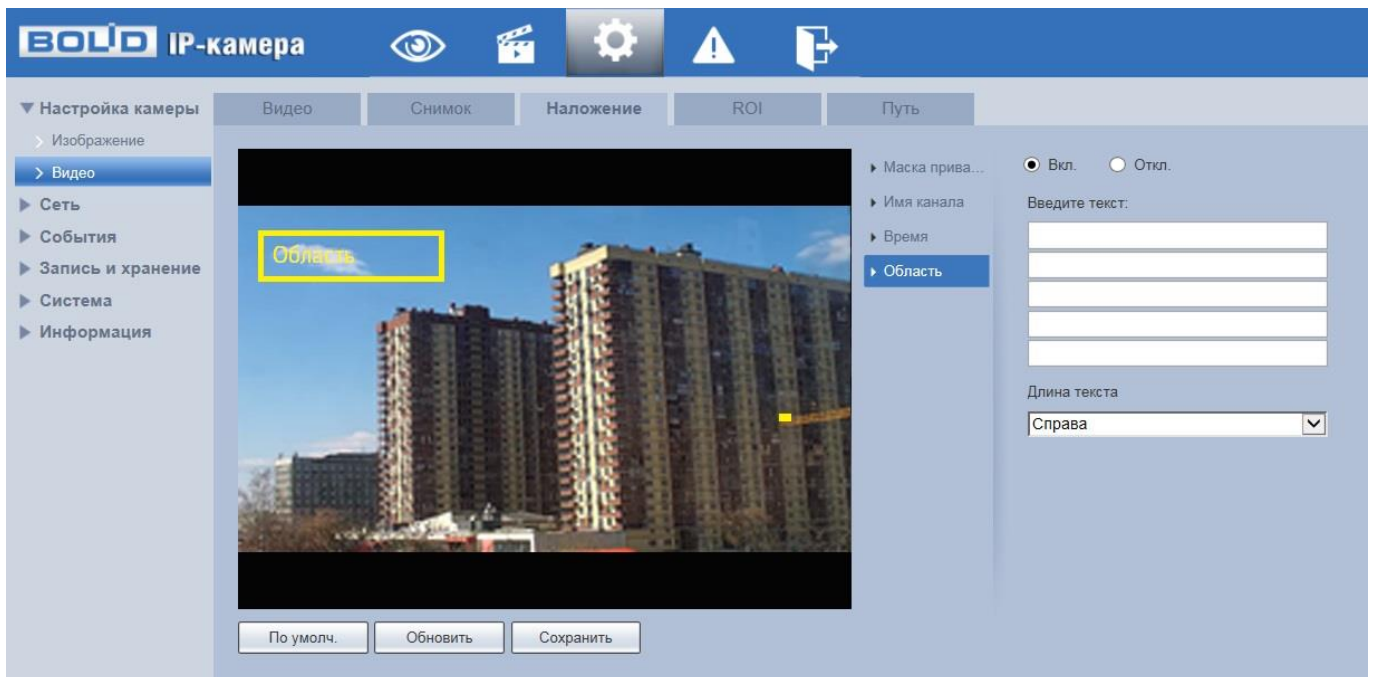 BOLID IP-камера
Настройка камеры
Изображение
Видео
Сеть
События
Запись и хранение
Система
Информация
Видео Снимок Наложение ROI Путь
Область
Маска прива...
Имя канала
Время
Область
Вкл. Откл.
Введите текст:
Длина текста
Справа
По умолч. Обновить Сохранить